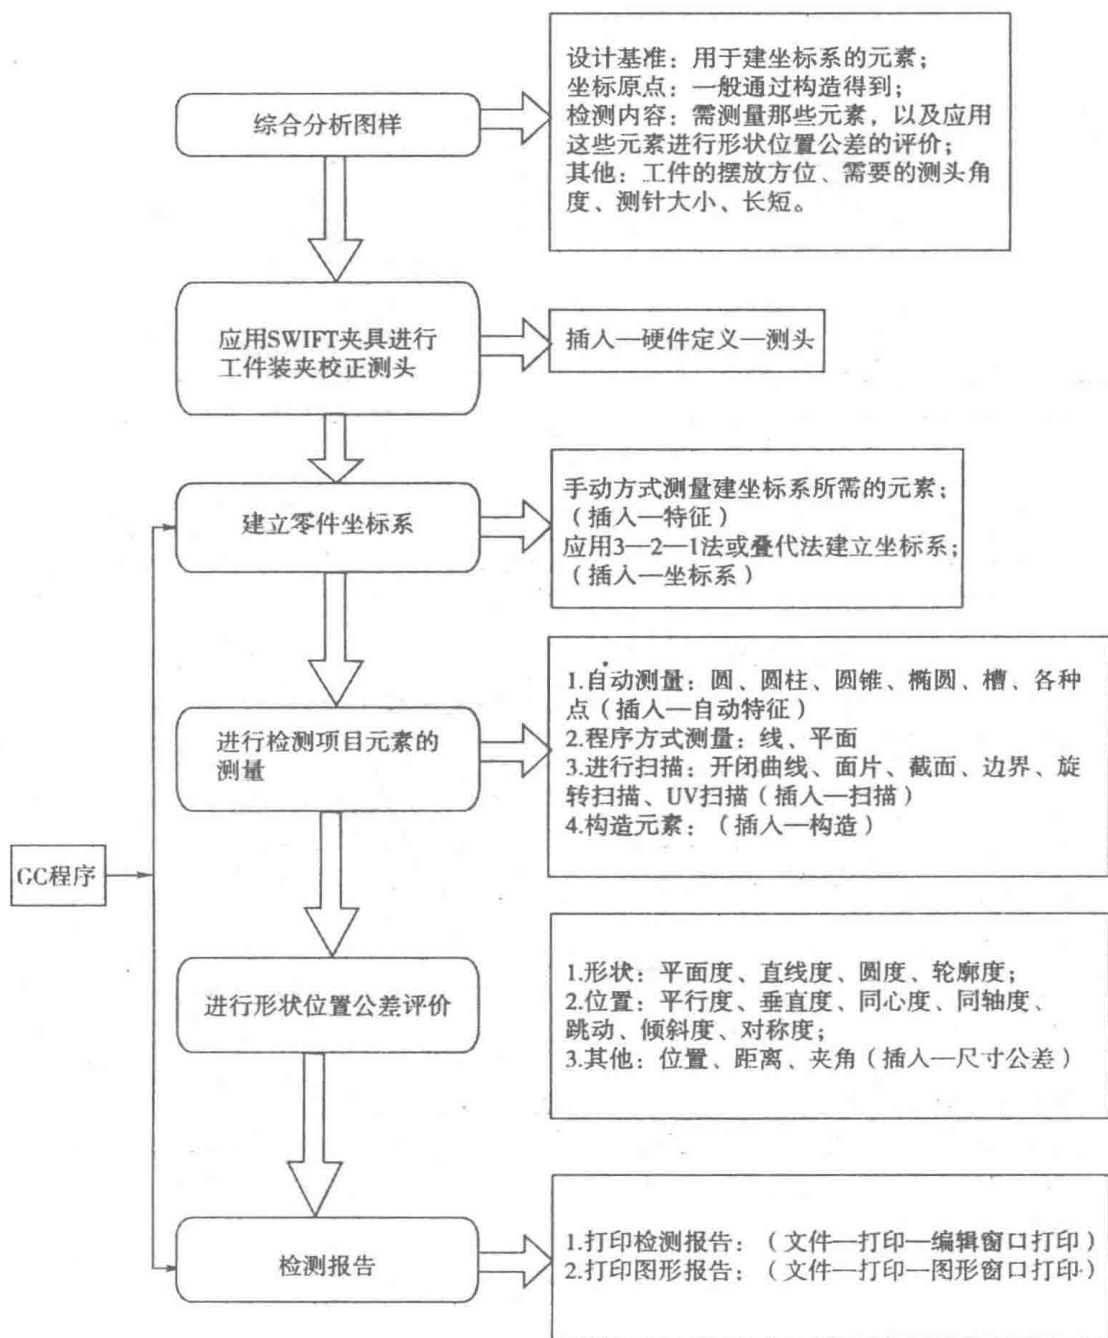 综合分析图样
设计基准：用于建坐标系的元素；
坐标原点：一般通过构造得到；
检测内容：需测量那些元素，以及应用
这些元素进行形状位置公差的评价；
其他：工件的摆放方位、需要的测头角
度、测针大小、长短。
应用SWIFT夹具进行
工件装夹校正测头
插入—硬件定义—测头
建立零件坐标系
手动方式测量建坐标系所需的元素；
（插入—特征）
应用3—2—1法或叠代法建立坐标系；
（插入—坐标系）
进行检测项目元素的
测量
1.自动测量：圆、圆柱、圆锥、椭圆、槽、各种
点（插入—自动特征）
2.程序方式测量：线、平面
3.进行扫描：开闭曲线、面片、截面、边界、旋
转扫描、UV扫描（插入—扫描）
4.构造元素：（插入—构造）
GC程序
进行形状位置公差评价
1.形状：平面度、直线度、圆度、轮廓度；
2.位置：平行度、垂直度、同心度、同轴度、
跳动、倾斜度、对称度；
3.其他：位置、距离、夹角（插入—尺寸公差）
检测报告
1.打印检测报告：（文件—打印—编辑窗口打印）
2.打印图形报告：（文件—打印—图形窗口打印）